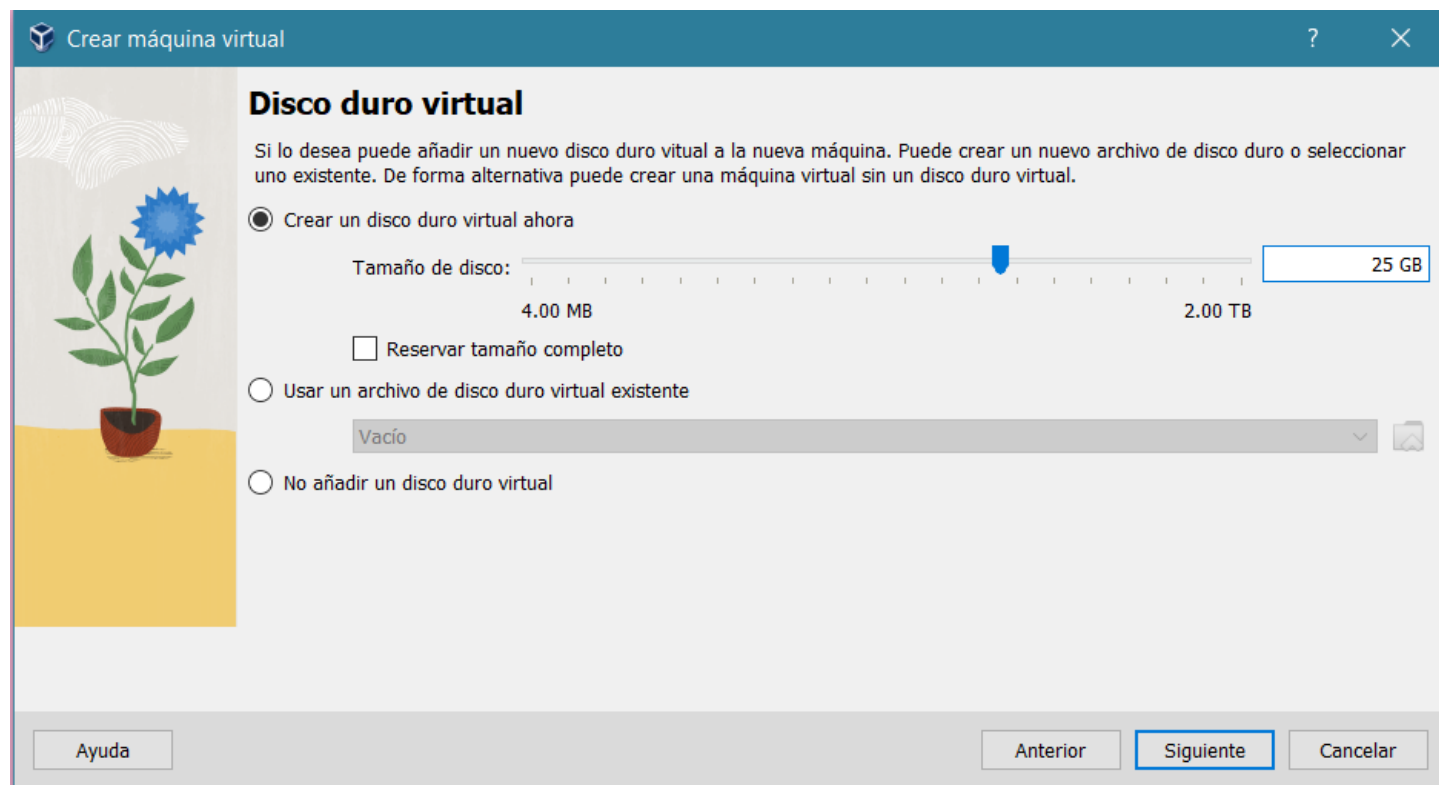 Crear máquina virtual
?
Disco duro virtual
Si lo desea puede añadir un nuevo disco duro vitual a la nueva máquina. Puede crear un nuevo archivo de disco duro o seleccionar
uno existente. De forma alternativa puede crear una máquina virtual sin un disco duro virtual.
Crear un disco duro virtual ahora
Tamaño de disco: 25 GB
4.00 MB 2.00 TB
Reservar tamaño completo
Usar un archivo de disco duro virtual existente
Vacío
No añadir un disco duro virtual
Ayuda Anterior Siguiente Cancelar